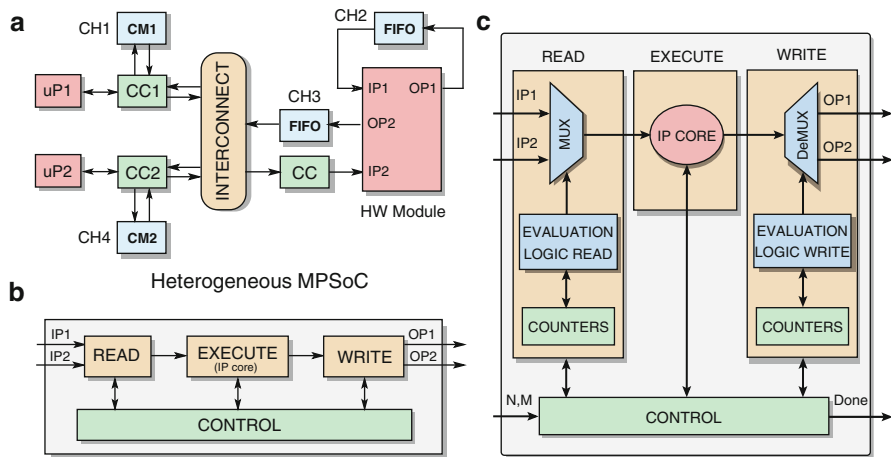 a
CH1
CM1
uP1
CC1
uP2
CC2
CH4
CM2
INTERCONNECT
CH3
FIFO
CC
CH2
FIFO
IP1
OP1
OP2
IP2
HW Module
Heterogeneous MPSoC
b
IP1
IP2
READ
EXECUTE
(IP core)
WRITE
OP1
OP2
CONTROL
c
READ
EXECUTE
WRITE
IP1
IP2
MUX
IP CORE
DeMUX
OP1
OP2
EVALUATION
LOGIC READ
EVALUATION
LOGIC WRITE
COUNTERS
COUNTERS
N,M
CONTROL
Done